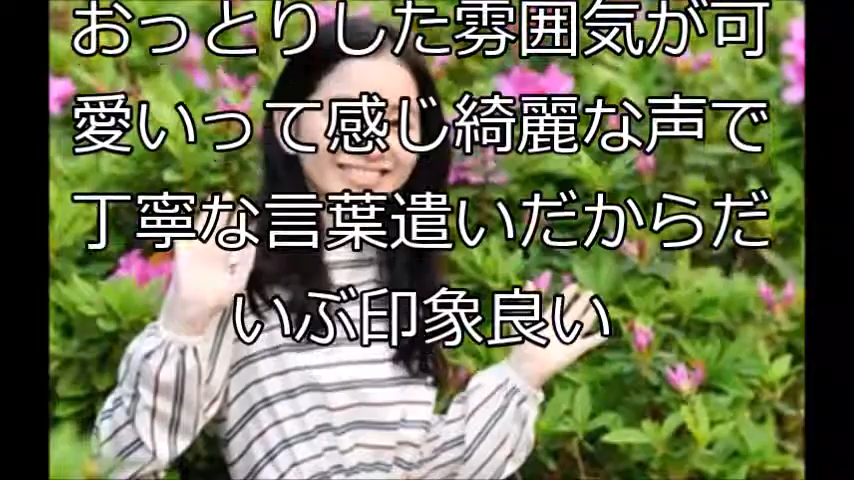 おっとりした雰囲気が可
愛いって感じ綺麗な声で
丁寧な言葉遣いだからだ
いぶ印象良い